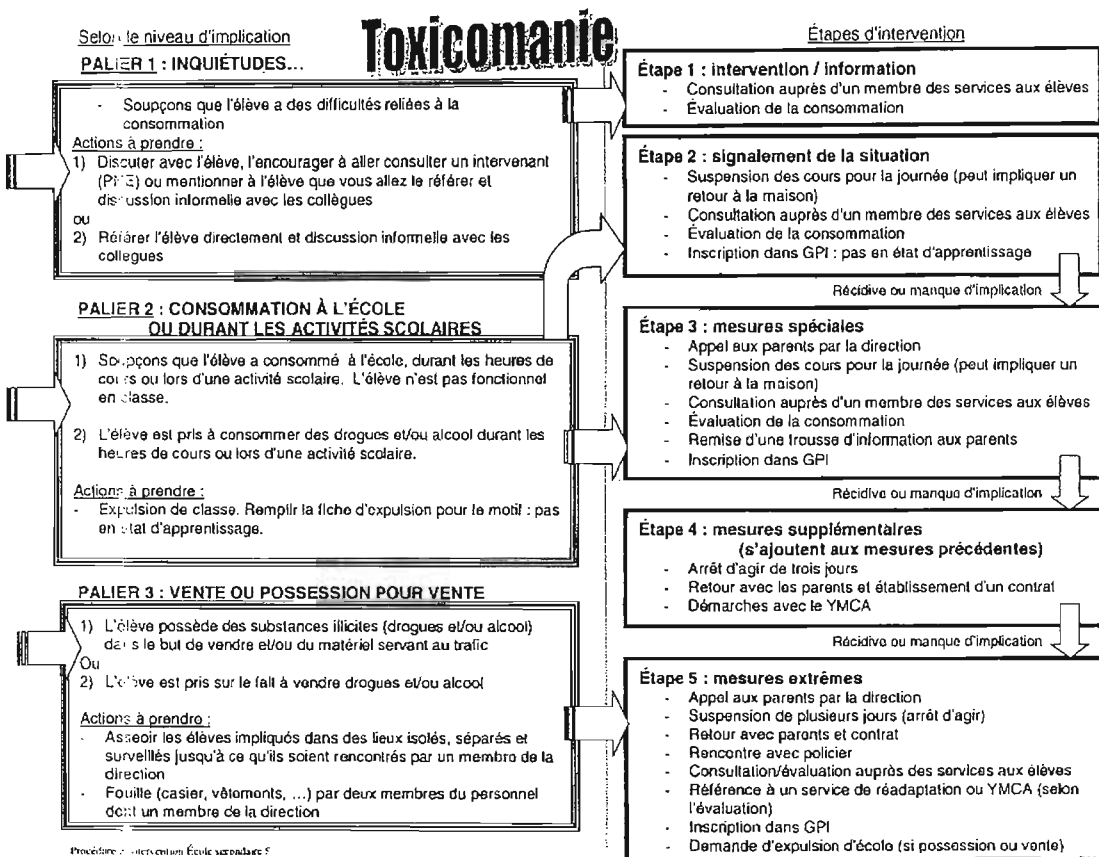 Toxicomanie
Selon le niveau d'implication
PALIER 1 : INQUIÉTUDES...
- Soupçons que l'élève a des difficultés reliées à la
consommation
Actions à prendre :
1) Discuter avec l'élève, l'encourager à aller consulter un intervenant
(PNE) ou mentionner à l'élève que vous allez le référer et
discussion informelle avec les collègues
ou
2) Référer l'élève directement et discussion informelle avec les
collegues
PALIER 2 : CONSOMMATION À L'ÉCOLE
OU DURANT LES ACTIVITÉS SCOLAIRES
1) Soupçons que l'élève a consommé à l'école, durant les heures de
cours ou lors d'une activité scolaire. L'élève n'est pas fonctionnel
en classe.
2) L'élève est pris à consommer des drogues et/ou alcool durant les
heures de cours ou lors d'une activité scolaire.
Actions à prendre :
- Expulsion de classe. Remplir la fiche d'expulsion pour le motif : pas
en état d'apprentissage.
PALIER 3 : VENTE OU POSSESSION POUR VENTE
1) L'élève possède des substances illicites (drogues et/ou alcool)
dans le but de vendre et/ou du matériel servant au trafic
Ou
2) L'élève est pris sur le fait à vendre drogues et/ou alcool
Actions à prendre :
- Asseoir les élèves impliqués dans des lieux isolés, séparés et
surveillés jusqu'à ce qu'ils soient rencontrés par un membre de la
direction
- Fouille (casier, vêtements, ...) par deux membres du personnel
dont un membre de la direction
Procédure intervention École secondaire
Étapes d'intervention
Étape 1 : intervention / information
- Consultation auprès d'un membre des services aux élèves
- Évaluation de la consommation
Étape 2 : signalement de la situation
- Suspension des cours pour la journée (peut impliquer un
retour à la maison)
- Consultation auprès d'un membre des services aux élèves
- Évaluation de la consommation
- Inscription dans GPI : pas en état d'apprentissage
Récidive ou manque d'implication
Étape 3 : mesures spéciales
- Appel aux parents par la direction
- Suspension des cours pour la journée (peut impliquer un
retour à la maison)
- Consultation auprès d'un membre des services aux élèves
- Évaluation de la consommation
- Remise d'une trousse d'information aux parents
- Inscription dans GPI
Récidive ou manque d'implication
Étape 4 : mesures supplémentaires
(s'ajoutent aux mesures précédentes)
- Arrêt d'agir de trois jours
- Retour avec les parents et établissement d'un contrat
- Démarches avec le YMCA
Récidive ou manque d'implication
Étape 5 : mesures extrêmes
- Appel aux parents par la direction
- Suspension de plusieurs jours (arrêt d'agir)
- Retour avec parents et contrat
- Rencontre avec policier
- Consultation/évaluation auprès des services aux élèves
- Référence à un service de réadaptation ou YMCA (selon
l'évaluation)
- Inscription dans GPI
- Demande d'expulsion d'école (si possession ou vente)